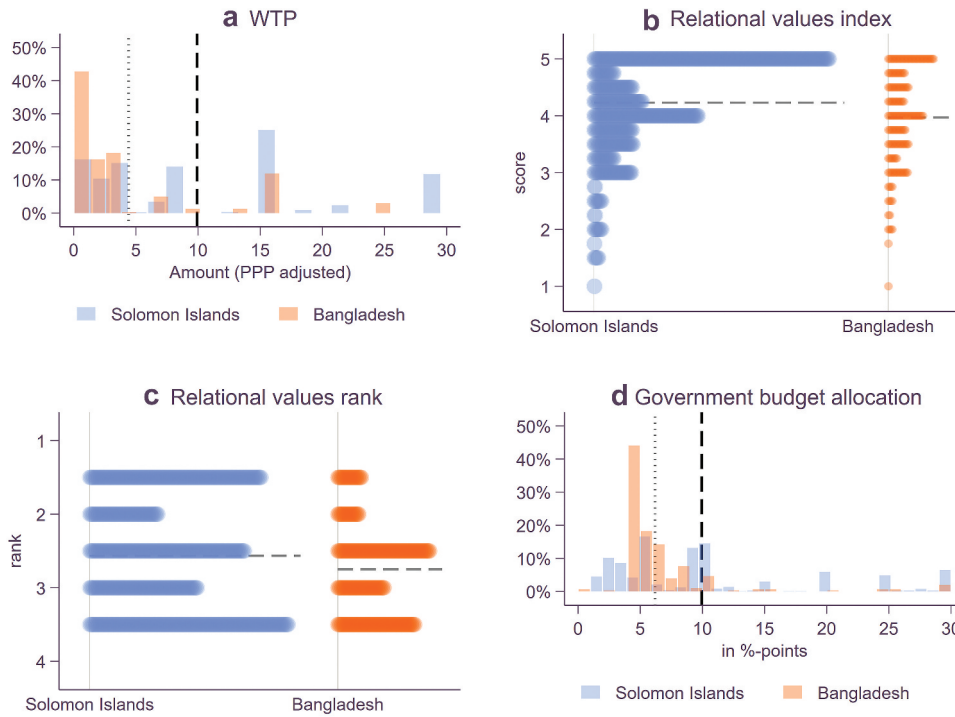 a WTP
50%
40%
30%
20%
10%
0%
0 5 10 15 20 25 30
Amount (PPP adjusted)
Solomon Islands Bangladesh
b Relational values index
5
4
3
2
1
score
Solomon Islands Bangladesh
c Relational values rank
1
2
3
4
rank
Solomon Islands Bangladesh
d Government budget allocation
50%
40%
30%
20%
10%
0%
0 5 10 15 20 25 30
in %-points
Solomon Islands Bangladesh